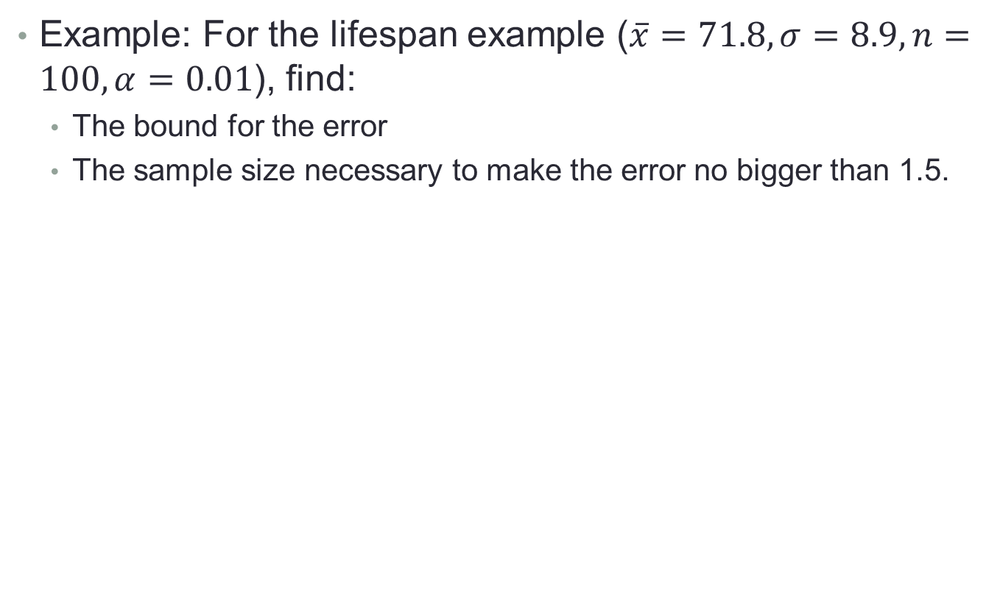 • Example: For the lifespan example (x̄ = 71.8, σ = 8.9, n =
100, α = 0.01), find:
• The bound for the error
• The sample size necessary to make the error no bigger than 1.5.